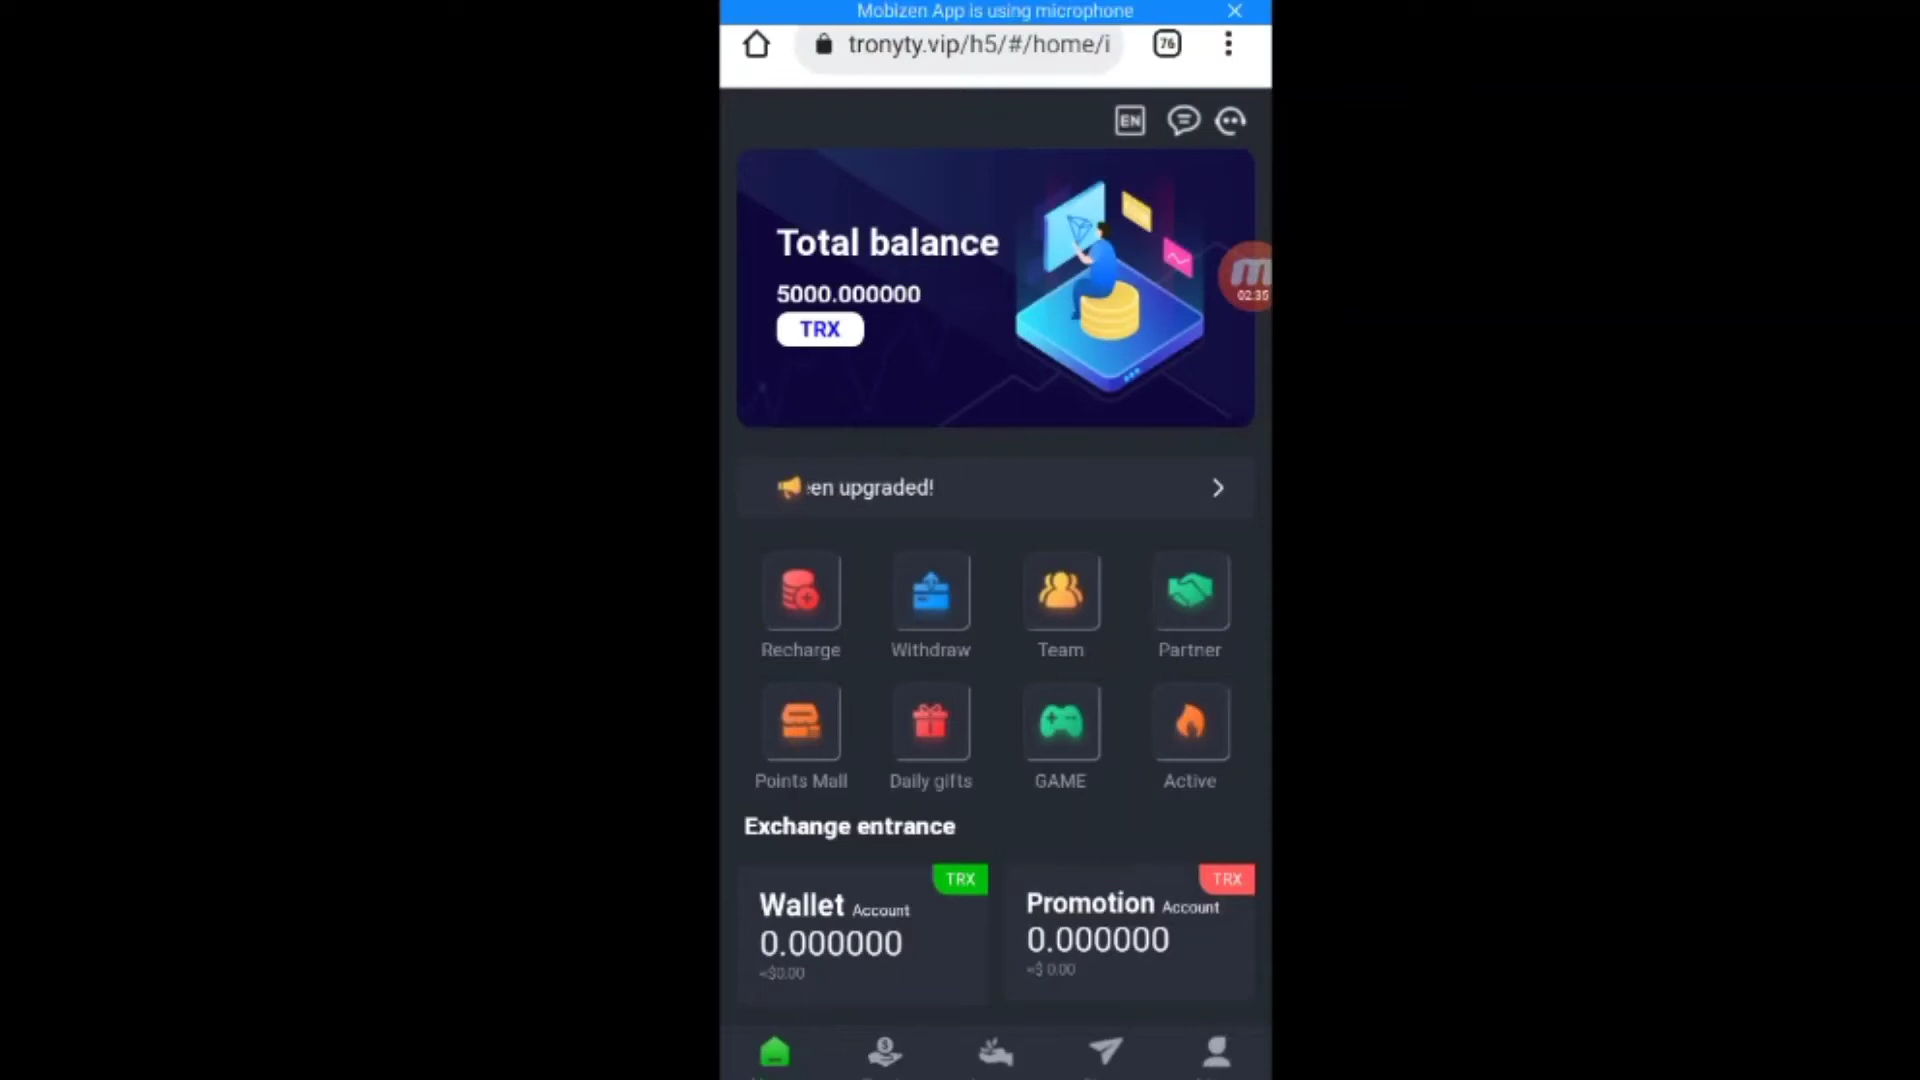 Mobizen App is using microphone
tronyty.vip/h5/#/home/i
76
EN
Total balance
5000.000000
TRX
02:35
en upgraded!
Recharge
Withdraw
Team
Partner
Points Mall
Daily gifts
GAME
Active
Exchange entrance
TRX
Wallet Account
0.000000
≈$0.00
TRX
Promotion Account
0.000000
≈$ 0.00